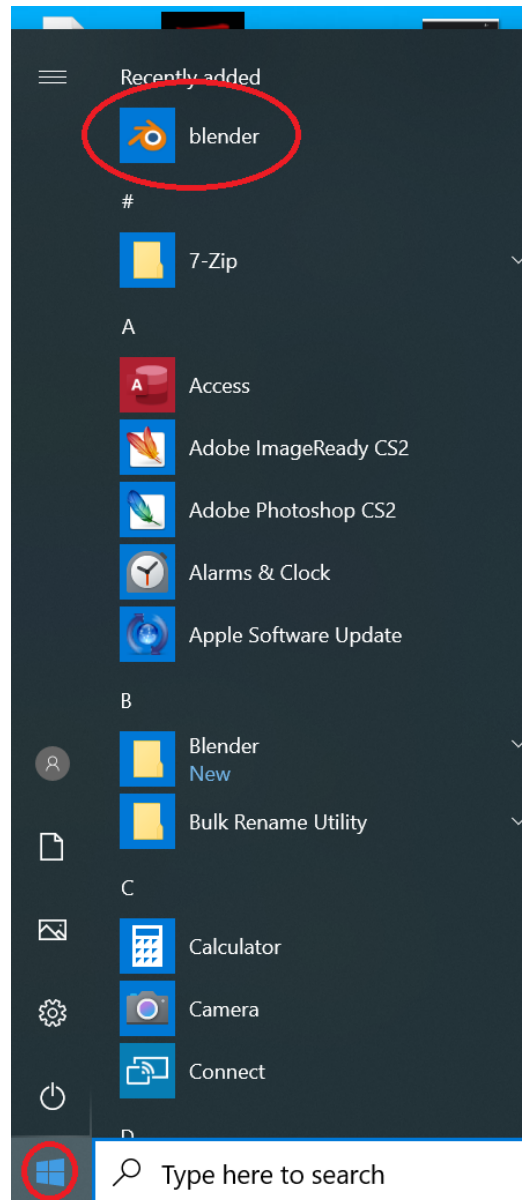 Recently added
blender
#
7-Zip
A
Access
Adobe ImageReady CS2
Adobe Photoshop CS2
Alarms & Clock
Apple Software Update
B
Blender
New
Bulk Rename Utility
C
Calculator
Camera
Connect
D
Type here to search